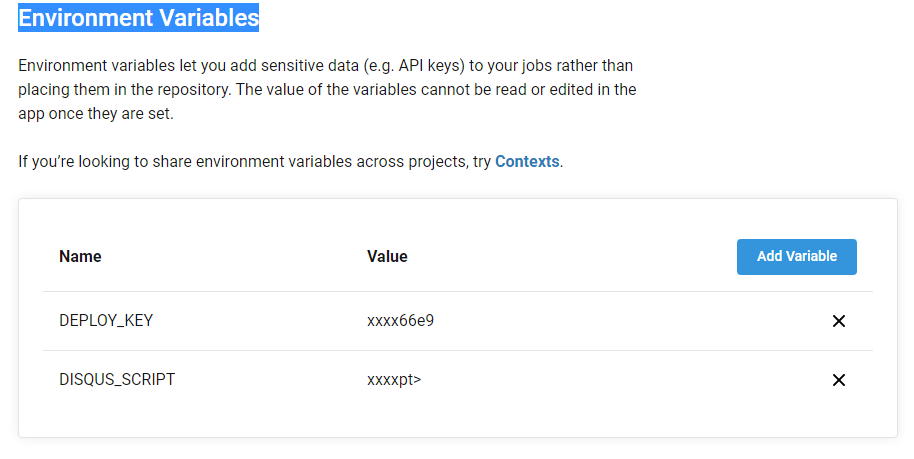 Environment Variables
Environment variables let you add sensitive data (e.g. API keys) to your jobs rather than
placing them in the repository. The value of the variables cannot be read or edited in the
app once they are set.
If you’re looking to share environment variables across projects, try Contexts.
Name Value Add Variable
DEPLOY_KEY xxxx66e9
DISQUS_SCRIPT xxxxpt>